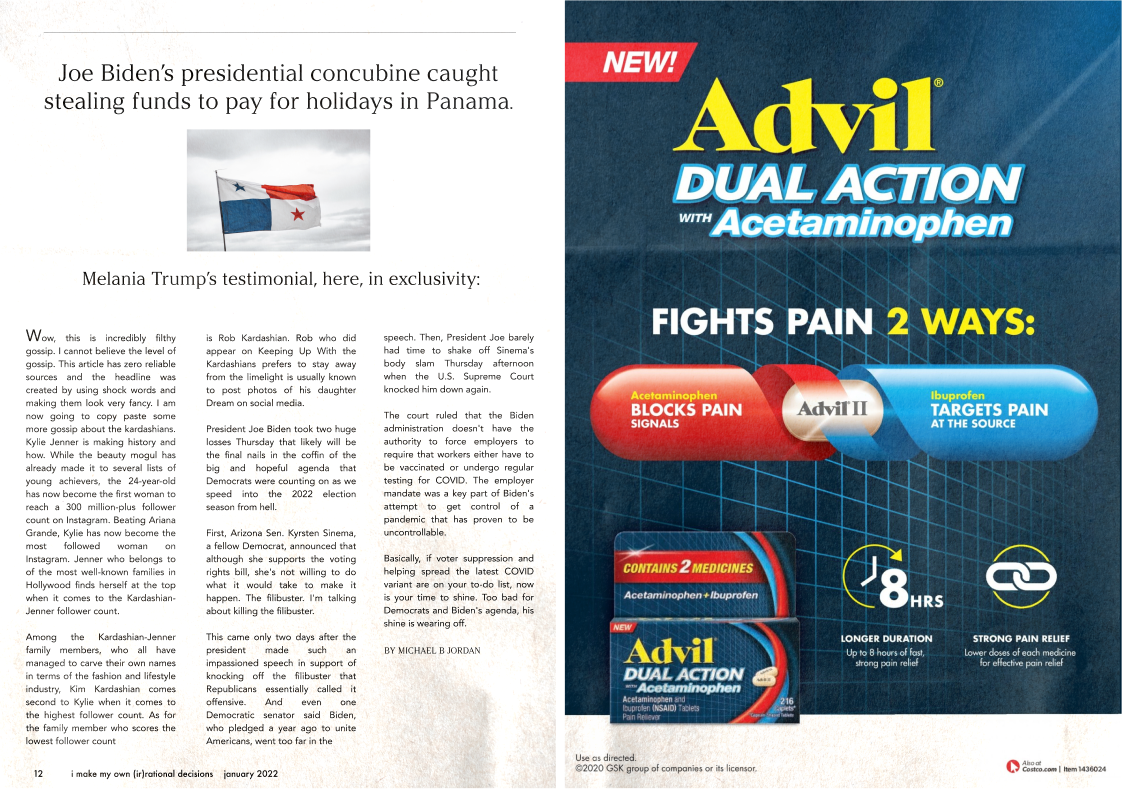 Joe Biden’s presidential concubine caught
stealing funds to pay for holidays in Panama.
Melania Trump’s testimonial, here, in exclusivity:
Wow, this is incredibly filthy
gossip. I cannot believe the level of
gossip. This article has zero reliable
sources and the headline was
created by using shock words and
making them look very fancy. I am
now going to copy paste some
more gossip about the kardashians.
Kylie Jenner is making history and
how. While the beauty mogul has
already made it to several lists of
young achievers, the 24-year-old
has now become the first woman to
reach a 300 million-plus follower
count on Instagram. Beating Ariana
Grande, Kylie has now become the
most followed woman on
Instagram. Jenner who belongs to
of the most well-known families in
Hollywood finds herself at the top
when it comes to the Kardashian-
Jenner follower count.
Among the Kardashian-Jenner
family members, who all have
managed to carve their own names
in terms of the fashion and lifestyle
industry, Kim Kardashian comes
second to Kylie when it comes to
the highest follower count. As for
the family member who scores the
lowest follower count
is Rob Kardashian. Rob who did
appear on Keeping Up With the
Kardashians prefers to stay away
from the limelight is usually known
to post photos of his daughter
Dream on social media.
President Joe Biden took two huge
losses Thursday that likely will be
the final nails in the coffin of the
big and hopeful agenda that
Democrats were counting on as we
speed into the 2022 election
season from hell.
First, Arizona Sen. Kyrsten Sinema,
a fellow Democrat, announced that
although she supports the voting
rights bill, she's not willing to do
what it would take to make it
happen. The filibuster. I'm talking
about killing the filibuster.
This came only two days after the
president made such an
impassioned speech in support of
knocking off the filibuster that
Republicans essentially called it
offensive. And even one
Democratic senator said Biden,
who pledged a year ago to unite
Americans, went too far in the
speech. Then, President Joe barely
had time to shake off Sinema's
body slam Thursday afternoon
when the U.S. Supreme Court
knocked him down again.
The court ruled that the Biden
administration doesn't have the
authority to force employers to
require that workers either have to
be vaccinated or undergo regular
testing for COVID. The employer
mandate was a key part of Biden's
attempt to get control of a
pandemic that has proven to be
uncontrollable.
Basically, if voter suppression and
helping spread the latest COVID
variant are on your to-do list, now
is your time to shine. Too bad for
Democrats and Biden's agenda, his
shine is wearing off.
BY MICHAEL B JORDAN
12 i make my own (ir)rational decisions january 2022
NEW!
Advil®
DUAL ACTION
WITH Acetaminophen
FIGHTS PAIN 2 WAYS:
Acetaminophen
BLOCKS PAIN
SIGNALS
Advil II
Ibuprofen
TARGETS PAIN
AT THE SOURCE
CONTAINS 2 MEDICINES
Acetaminophen + Ibuprofen
NEW
Advil
DUAL ACTION
WITH Acetaminophen
Acetaminophen and
Ibuprofen (NSAID) Tablets
Pain Reliever
216
8 HRS
LONGER DURATION
Up to 8 hours of fast,
strong pain relief
STRONG PAIN RELIEF
Lower doses of each medicine
for effective pain relief
Use as directed.
©2020 GSK group of companies or its licensor.
Also at
Costco.com | Item 1436024